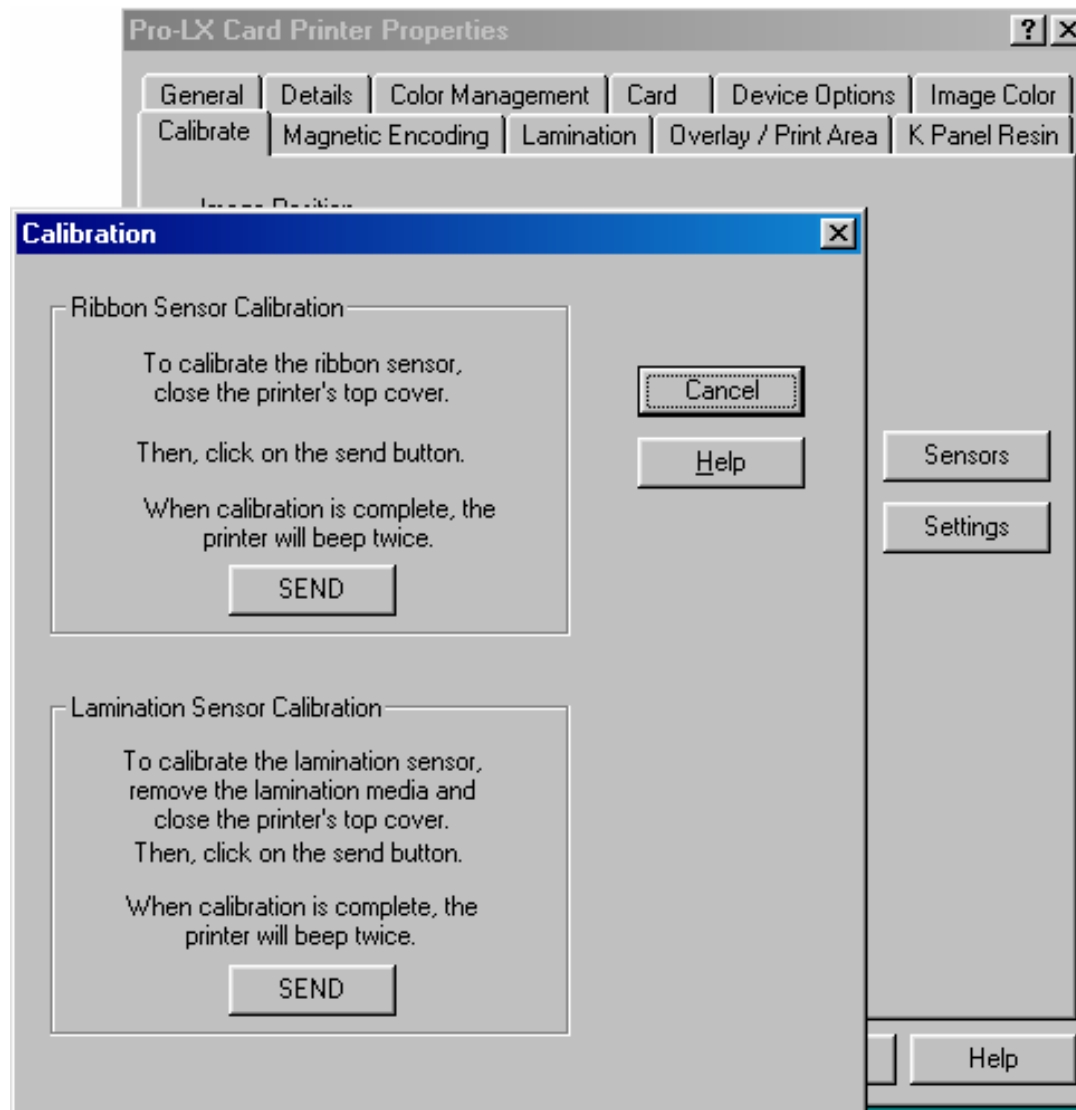 Pro-LX Card Printer Properties
General Details Color Management Card Device Options Image Color
Calibrate Magnetic Encoding Lamination Overlay / Print Area K Panel Resin
Calibration
Ribbon Sensor Calibration
To calibrate the ribbon sensor,
close the printer's top cover.
Then, click on the send button.
When calibration is complete, the
printer will beep twice.
SEND
Cancel
Help
Sensors
Settings
Lamination Sensor Calibration
To calibrate the lamination sensor,
remove the lamination media and
close the printer's top cover.
Then, click on the send button.
When calibration is complete, the
printer will beep twice.
SEND
Help